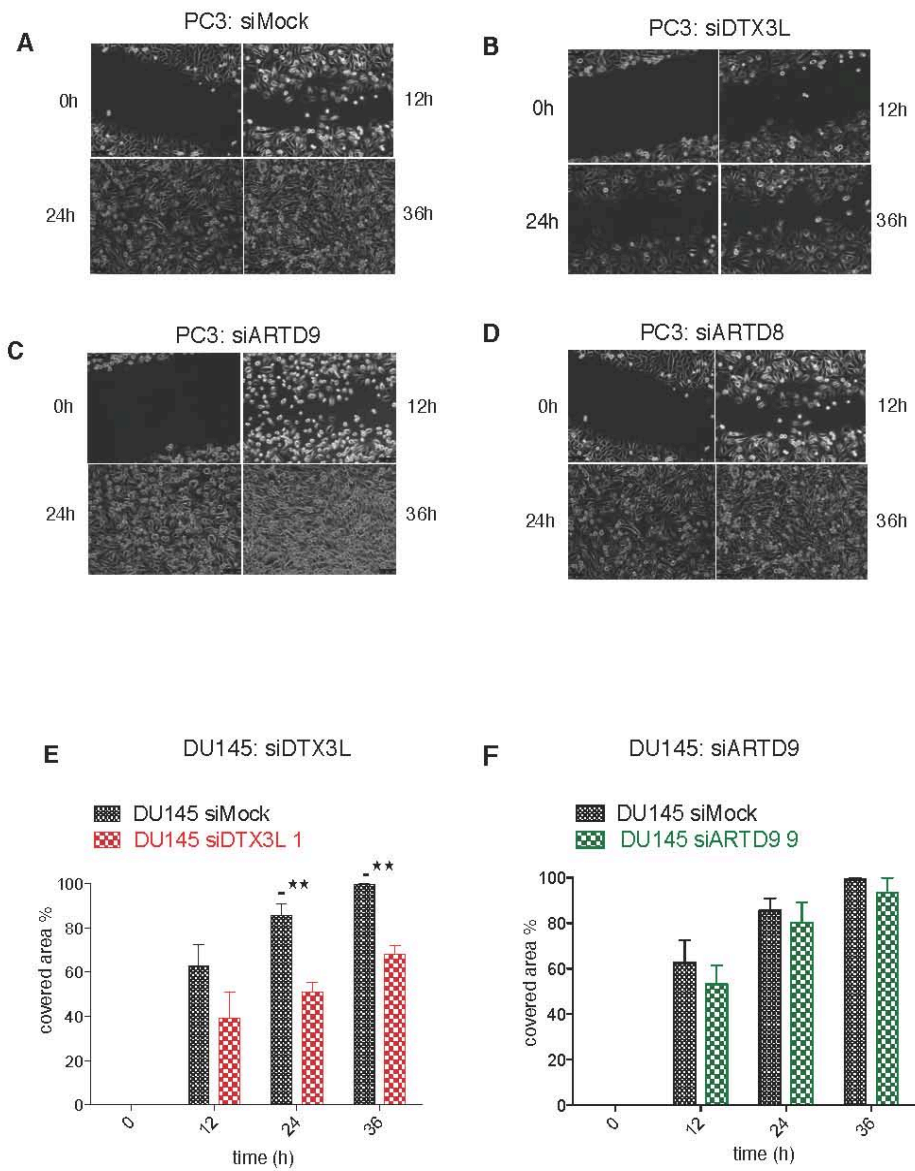 PC3: siMock
A
0h
12h
24h
36h
PC3: siDTX3L
B
0h
12h
24h
36h
PC3: siARTD9
C
0h
12h
24h
36h
PC3: siARTD8
D
0h
12h
24h
36h
E
DU145: siDTX3L
DU145 siMock
DU145 siDTX3L 1
covered area %
100
80
60
40
20
0
★★
★★
0
12
24
36
time (h)
F
DU145: siARTD9
DU145 siMock
DU145 siARTD9 9
covered area %
100
80
60
40
20
0
0
12
24
36
time (h)